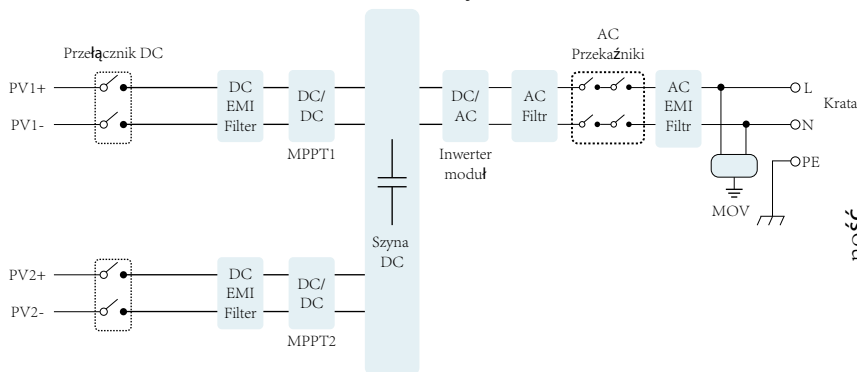 Przełącznik DC
PV1+
PV1-
DC
EMI
Filter
DC/
DC
MPPT1
PV2+
PV2-
DC
EMI
Filter
DC/
DC
MPPT2
Szyna
DC
DC/
AC
Inwerter
moduł
AC
Filtr
AC
Przekaźniki
AC
EMI
Filtr
L
N
PE
Krata
MOV